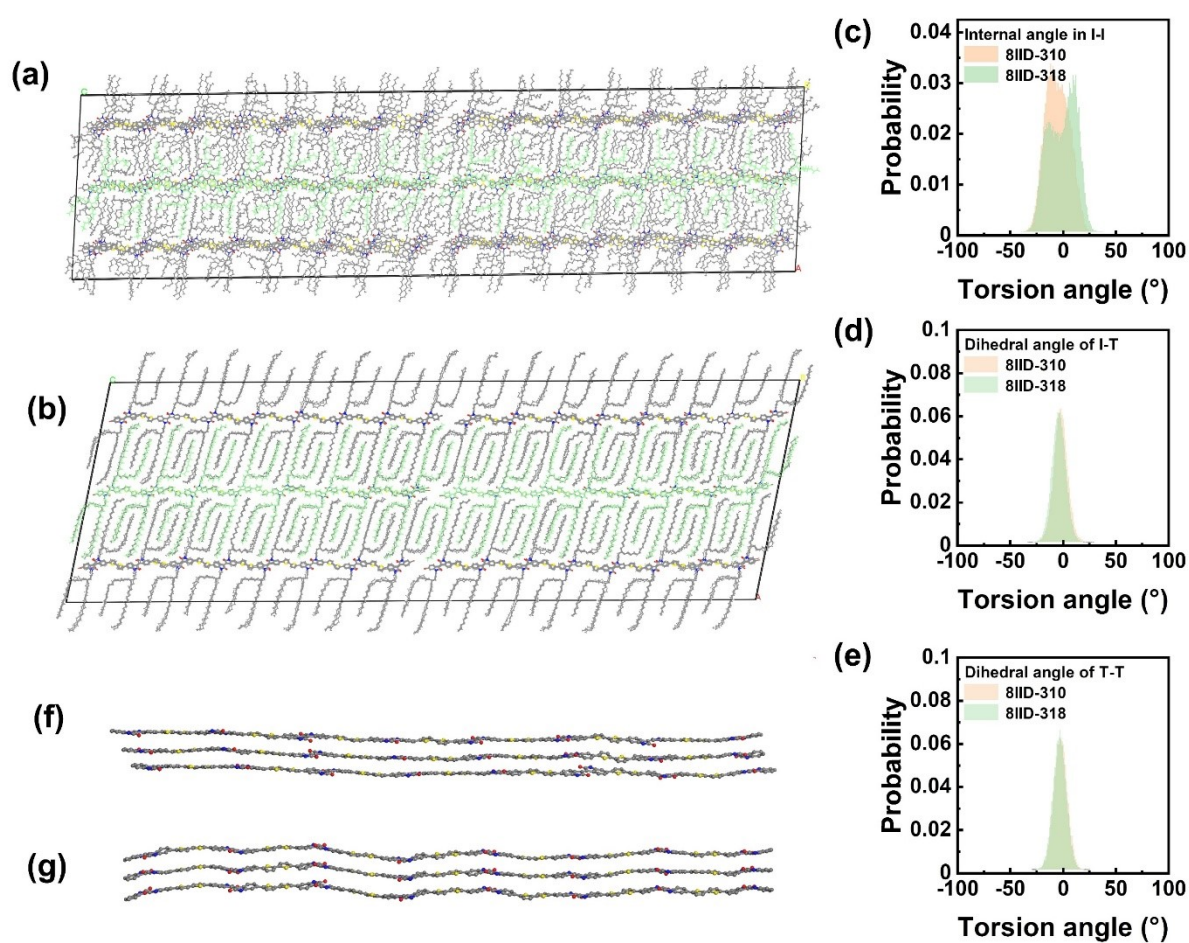 (a)
(b)
(f)
(g)
(c)
Internal angle in I-I
8IID-310
8IID-318
Probability
0.04
0.03
0.02
0.01
-100 -50 0 50 100
Torsion angle (°)
(d)
Dihedral angle of I-T
8IID-310
8IID-318
Probability
0.1
0.08
0.06
0.04
0.02
0
-100 -50 0 50 100
Torsion angle (°)
(e)
Dihedral angle of T-T
8IID-310
8IID-318
Probability
0.1
0.08
0.06
0.04
0.02
0
-100 -50 0 50 100
Torsion angle (°)